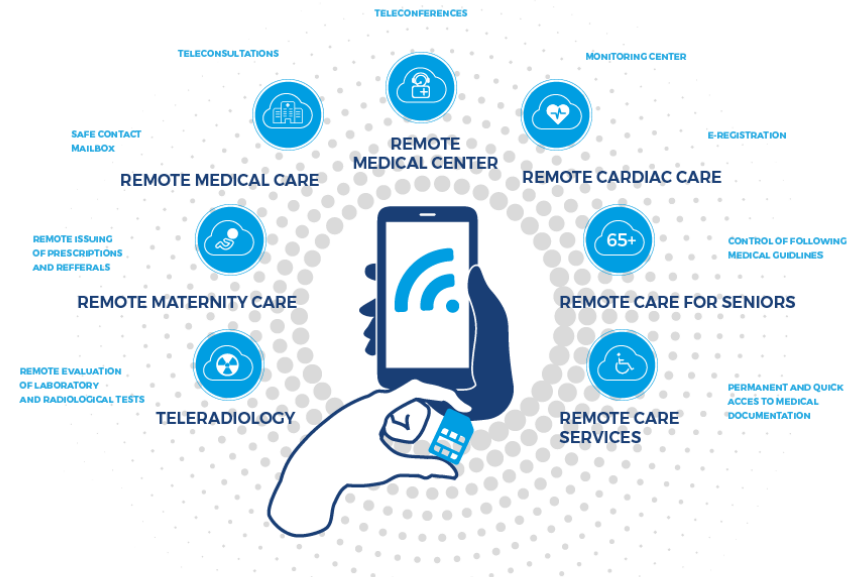 TELECONFERENCES
TELECONSULTATIONS
MONITORING CENTER
SAFE CONTACT
MAILBOX
E-REGISTRATION
REMOTE
MEDICAL CENTER
REMOTE MEDICAL CARE
REMOTE CARDIAC CARE
REMOTE ISSUING
OF PRESCRIPTIONS
AND REFFERALS
65+
CONTROL OF FOLLOWING
MEDICAL GUIDLINES
REMOTE MATERNITY CARE
REMOTE CARE FOR SENIORS
REMOTE EVALUATION
OF LABORATORY
AND RADIOLOGICAL TESTS
PERMANENT AND QUICK
ACCES TO MEDICAL
DOCUMENTATION
TELERADIOLOGY
REMOTE CARE
SERVICES